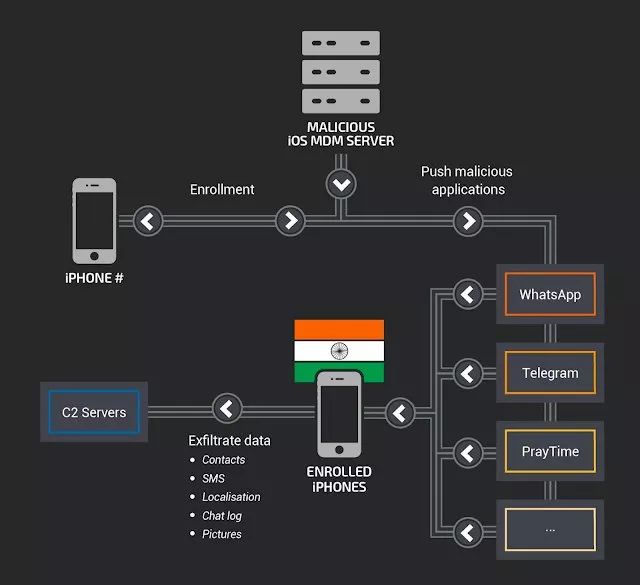 MALICIOUS
iOS MDM SERVER
Enrollment
Push malicious
applications
iPHONE #
WhatsApp
Telegram
PrayTime
...
C2 Servers
Exfiltrate data
• Contacts
• SMS
• Localisation
• Chat log
• Pictures
ENROLLED
iPHONES